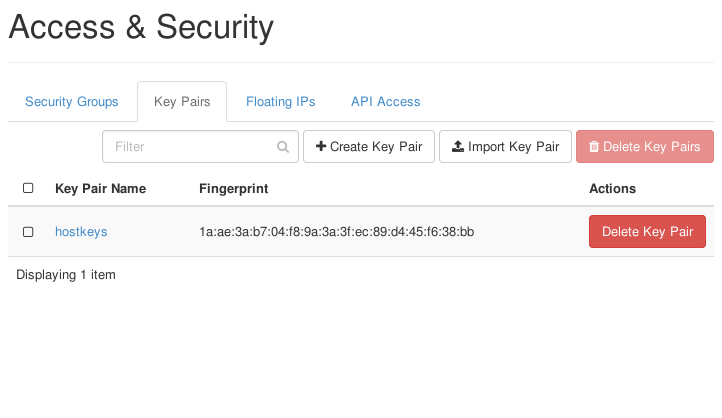 Access & Security
Security Groups Key Pairs Floating IPs API Access
Filter Create Key Pair Import Key Pair Delete Key Pairs
Key Pair Name Fingerprint Actions
hostkeys 1a:ae:3a:b7:04:f8:9a:3a:3f:ec:89:d4:45:f6:38:bb Delete Key Pair
Displaying 1 item